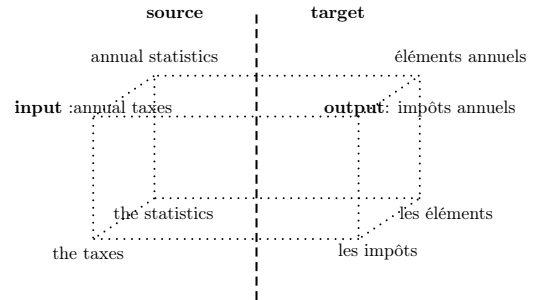 source target
annual statistics éléments annuels
input :annual taxes output: impôts annuels
the statistics les éléments
the taxes les impôts